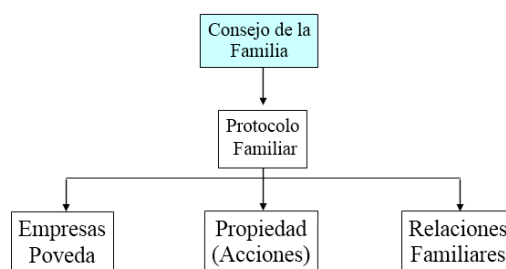 Consejo de la
Familia
Protocolo
Familiar
Empresas
Poveda
Propiedad
(Acciones)
Relaciones
Familiares